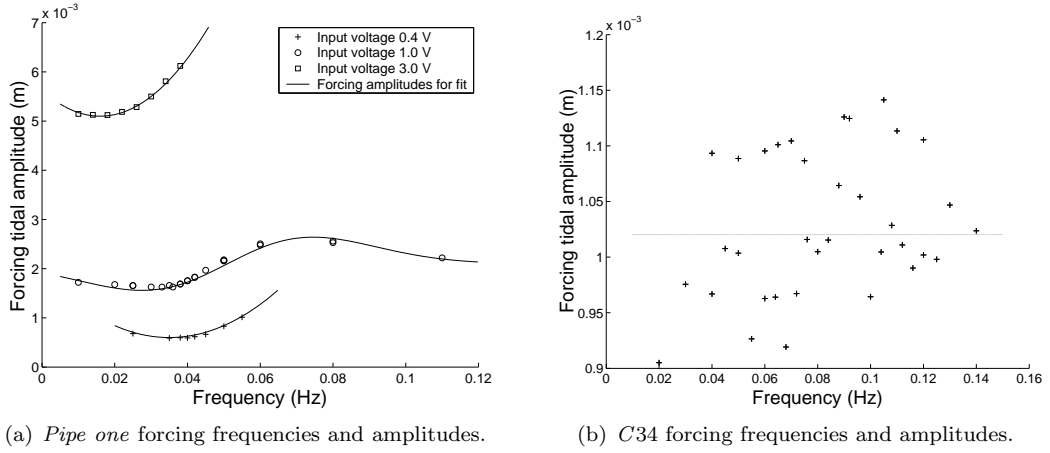 x 10⁻³
7
6
5
4
3
2
1
0
Forcing tidal amplitude (m)
0 0.02 0.04 0.06 0.08 0.1 0.12
Frequency (Hz)
Input voltage 0.4 V
Input voltage 1.0 V
Input voltage 3.0 V
Forcing amplitudes for fit
(a) Pipe one forcing frequencies and amplitudes.
x 10⁻³
1.2
1.15
1.1
1.05
1
0.95
0.9
Forcing tidal amplitude (m)
0 0.02 0.04 0.06 0.08 0.1 0.12 0.14 0.16
Frequency (Hz)
(b) C34 forcing frequencies and amplitudes.